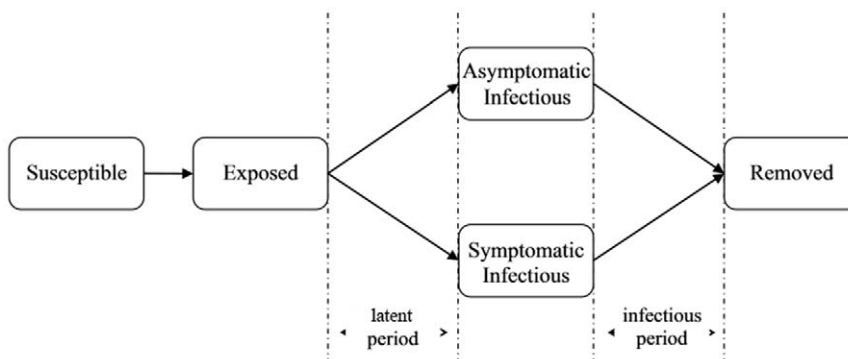 Susceptible
Exposed
Asymptomatic
Infectious
Symptomatic
Infectious
Removed
latent
period
infectious
period